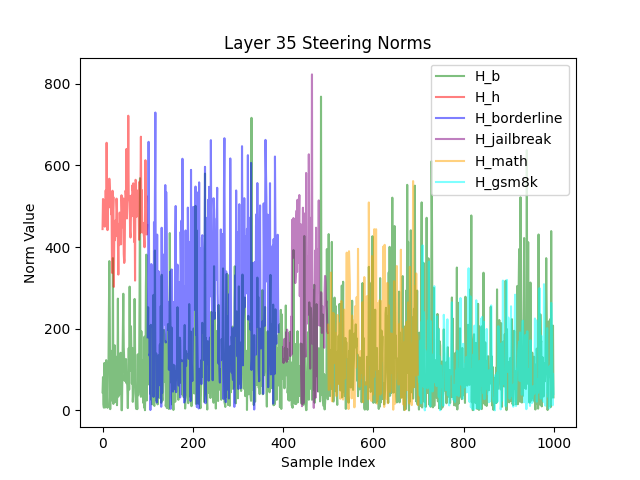 Layer 35 Steering Norms
H_b
H_h
H_borderline
H_jailbreak
H_math
H_gsm8k
Norm Value
800
600
400
200
0
0 200 400 600 800 1000
Sample Index